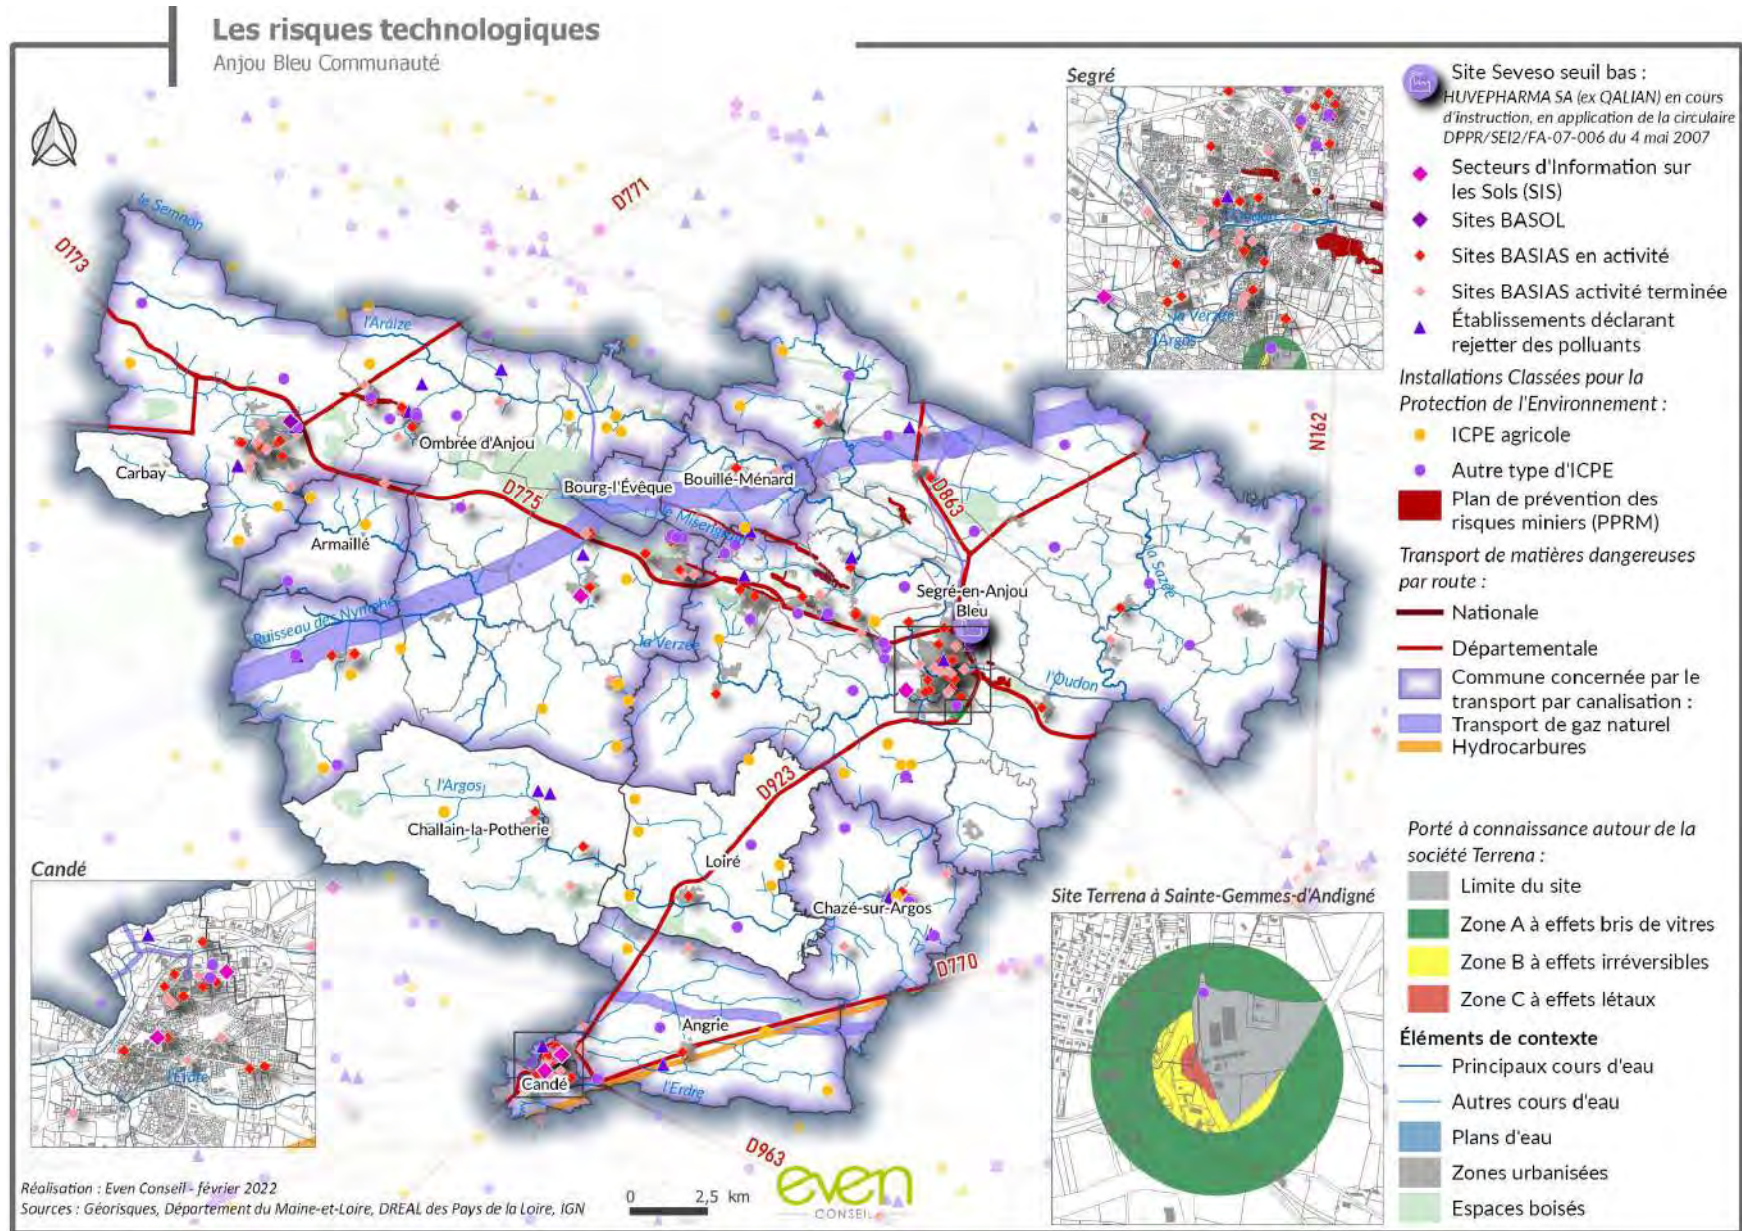 Les risques technologiques
Anjou Bleu Communauté
Segré
l'Oudon
la Verzée
l'Argos
Site Seveso seuil bas :
HUVEPHARMA SA (ex QALIAN) en cours
d'instruction, en application de la circulaire
DPPR/SEI2/FA-07-006 du 4 mai 2007
Secteurs d'Information sur
les Sols (SIS)
Sites BASOL
Sites BASIAS en activité
Sites BASIAS activité terminée
Établissements déclarant
rejetter des polluants
Installations Classées pour la
Protection de l'Environnement :
ICPE agricole
Autre type d'ICPE
Plan de prévention des
risques miniers (PPRM)
Transport de matières dangereuses
par route :
Nationale
Départementale
Commune concernée par le
transport par canalisation :
Transport de gaz naturel
Hydrocarbures
Porté à connaissance autour de la
société Terrena :
Limite du site
Zone A à effets bris de vitres
Zone B à effets irréversibles
Zone C à effets létaux
Éléments de contexte
Principaux cours d'eau
Autres cours d'eau
Plans d'eau
Zones urbanisées
Espaces boisés
le Semnon
D173
D771
l'Araize
N162
Ombrée d'Anjou
Carbay
Bourg-l'Évêque
Bouillé-Ménard
D775
D863
Armaillé
la Sazée
Segré-en-Anjou
Bleu
Ruisseau des Nymphes
la Verzée
l'Oudon
D923
l'Argos
Challain-la-Potherie
Loiré
Chazé-sur-Argos
D770
Angrie
Candé
l'Erdre
D963
Candé
l'Erdre
Site Terrena à Sainte-Gemmes-d'Andigné
Réalisation : Even Conseil - février 2022
Sources : Géorisques, Département du Maine-et-Loire, DREAL des Pays de la Loire, IGN
0 2,5 km
even
CONSEIL